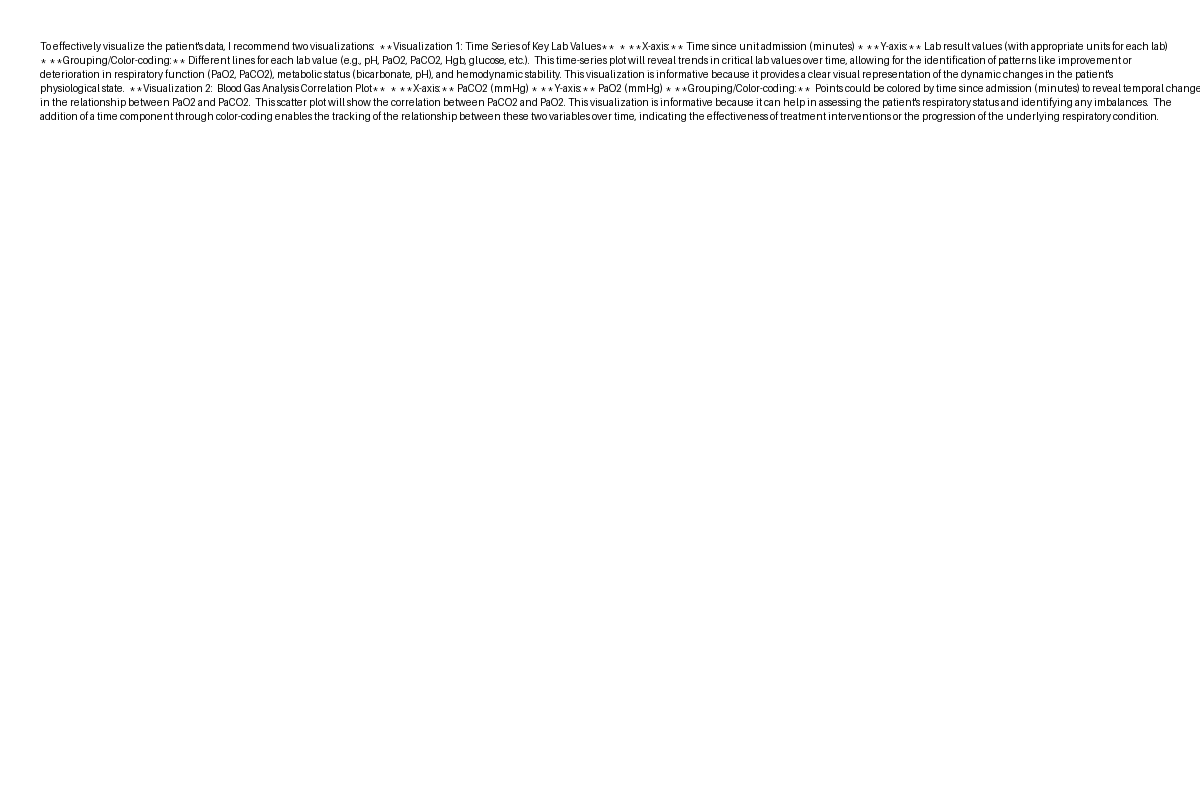 To effectively visualize the patient's data, I recommend two visualizations:  **Visualization 1: Time Series of Key Lab Values**  * **X-axis:** Time since unit admission (minutes) * **Y-axis:** Lab result values (with appropriate units for each lab)
* **Grouping/Color-coding:** Different lines for each lab value (e.g., pH, PaO2, PaCO2, Hgb, glucose, etc.).  This time-series plot will reveal trends in critical lab values over time, allowing for the identification of patterns like improvement or
deterioration in respiratory function (PaO2, PaCO2), metabolic status (bicarbonate, pH), and hemodynamic stability. This visualization is informative because it provides a clear visual representation of the dynamic changes in the patient's
physiological state.  **Visualization 2:  Blood Gas Analysis Correlation Plot**  * **X-axis:** PaCO2 (mmHg) * **Y-axis:** PaO2 (mmHg) * **Grouping/Color-coding:**  Points could be colored by time since admission (minutes) to reveal temporal change
in the relationship between PaO2 and PaCO2.  This scatter plot will show the correlation between PaCO2 and PaO2. This visualization is informative because it can help in assessing the patient's respiratory status and identifying any imbalances.  The
addition of a time component through color-coding enables the tracking of the relationship between these two variables over time, indicating the effectiveness of treatment interventions or the progression of the underlying respiratory condition.